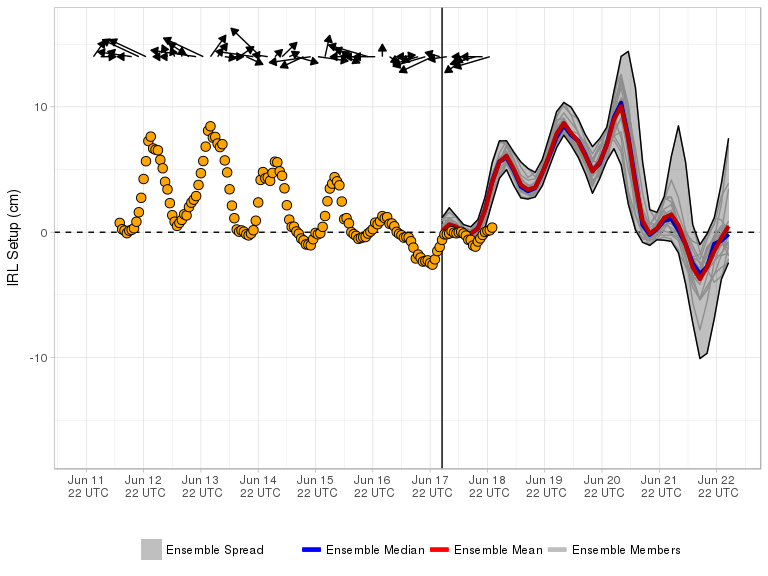 IRL Setup (cm)
10
0
-10
Jun 11 Jun 12 Jun 13 Jun 14 Jun 15 Jun 16 Jun 17 Jun 18 Jun 19 Jun 20 Jun 21 Jun 22
22 UTC 22 UTC 22 UTC 22 UTC 22 UTC 22 UTC 22 UTC 22 UTC 22 UTC 22 UTC 22 UTC 22 UTC
Ensemble Spread Ensemble Median Ensemble Mean Ensemble Members